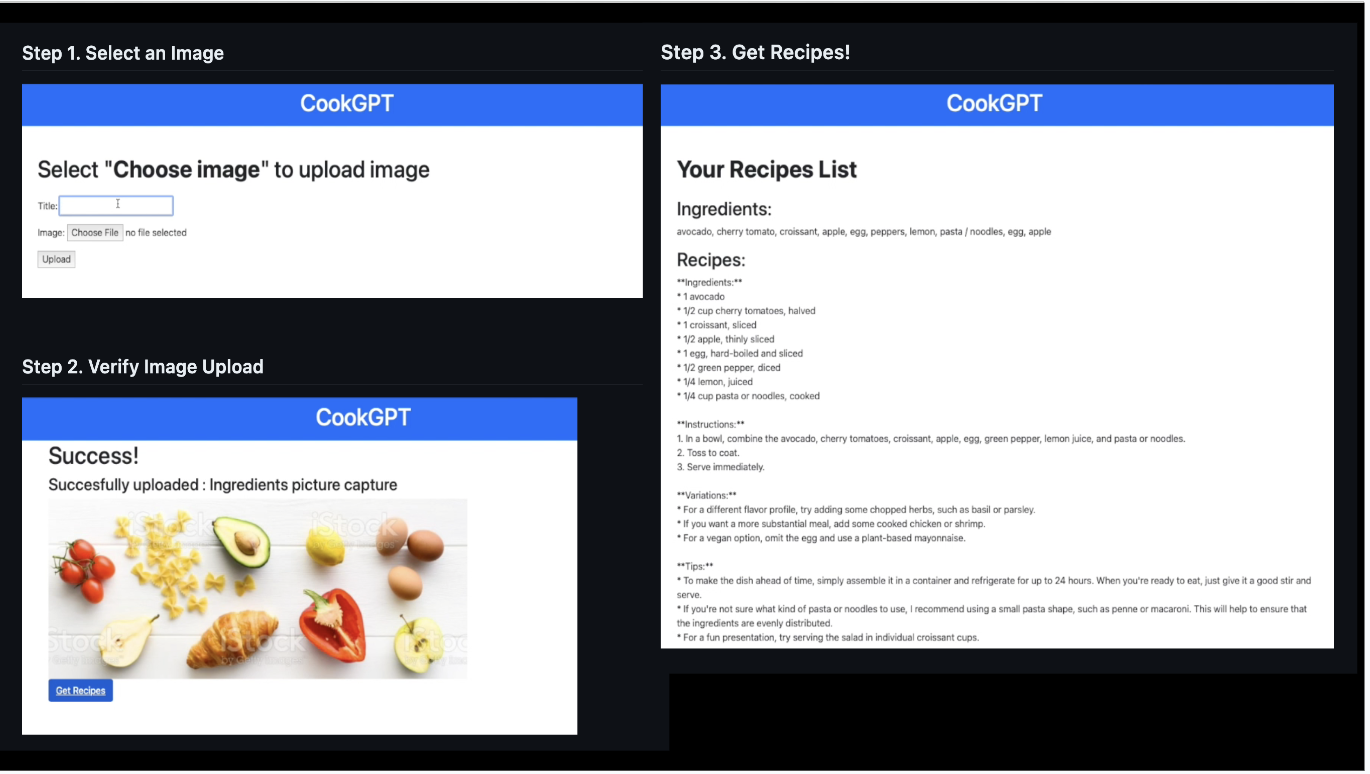 Step 1. Select an Image
CookGPT
Select "Choose image" to upload image
Title:
Image: Choose File no file selected
Upload
Step 2. Verify Image Upload
CookGPT
Success!
Succesfully uploaded : Ingredients picture capture
iStock
iStock
iStock
Get Recipes
Step 3. Get Recipes!
CookGPT
Your Recipes List
Ingredients:
avocado, cherry tomato, croissant, apple, egg, peppers, lemon, pasta / noodles, egg, apple
Recipes:
**Ingredients:**
* 1 avocado
* 1/2 cup cherry tomatoes, halved
* 1 croissant, sliced
* 1/2 apple, thinly sliced
* 1 egg, hard-boiled and sliced
* 1/2 green pepper, diced
* 1/4 lemon, juiced
* 1/4 cup pasta or noodles, cooked
**Instructions:**
1. In a bowl, combine the avocado, cherry tomatoes, croissant, apple, egg, green pepper, lemon juice, and pasta or noodles.
2. Toss to coat.
3. Serve immediately.
**Variations:**
* For a different flavor profile, try adding some chopped herbs, such as basil or parsley.
* If you want a more substantial meal, add some cooked chicken or shrimp.
* For a vegan option, omit the egg and use a plant-based mayonnaise.
**Tips:**
* To make the dish ahead of time, simply assemble it in a container and refrigerate for up to 24 hours. When you're ready to eat, just give it a good stir and
serve.
* If you're not sure what kind of pasta or noodles to use, I recommend using a small pasta shape, such as penne or macaroni. This will help to ensure that
the ingredients are evenly distributed.
* For a fun presentation, try serving the salad in individual croissant cups.